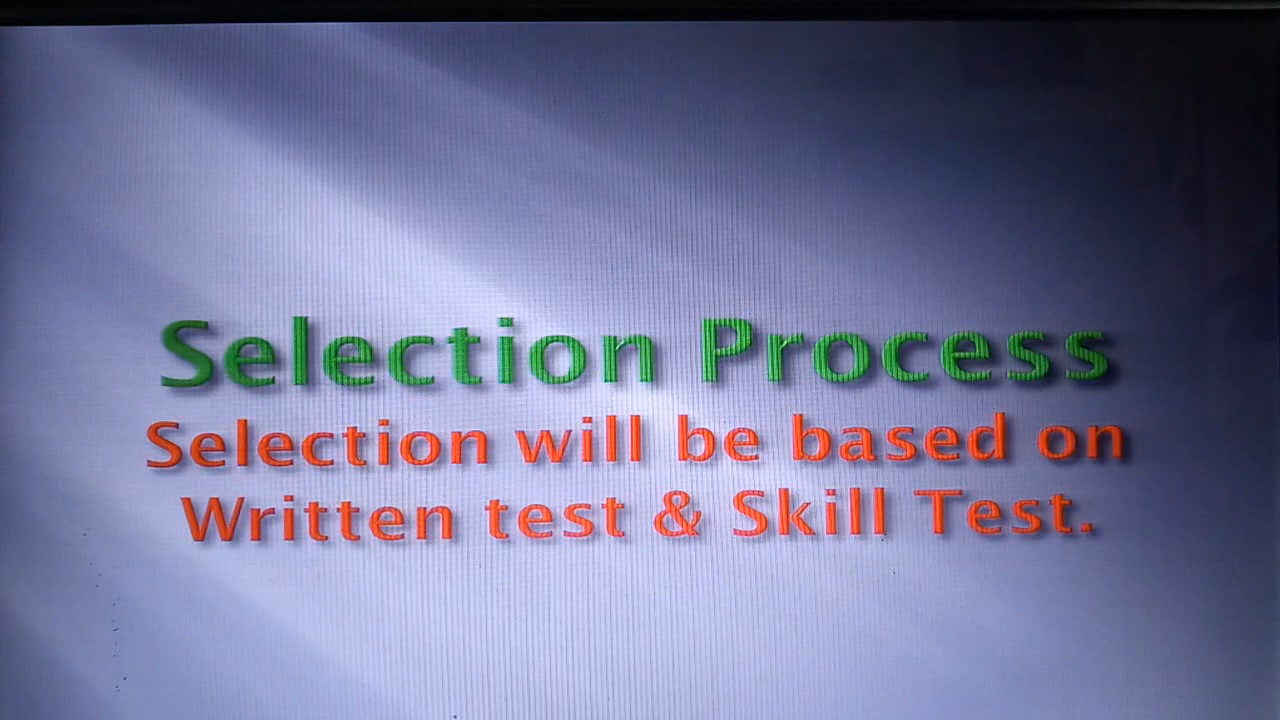 Selection Process
Selection will be based on
Written test & Skill Test.